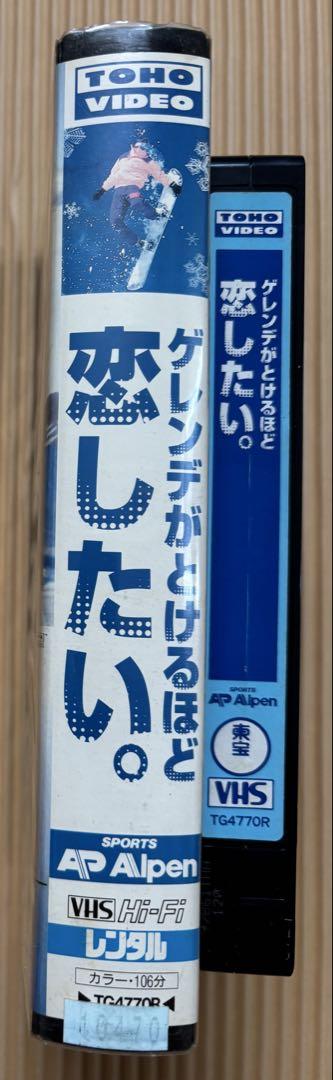 TOHO
VIDEO
ゲレンデがとけるほど
恋したい。
SPORTS
Alpen
VHS Hi-Fi
レンタル
カラー・106分
▶TG4770R◀
10470
TOHO
VIDEO
ゲレンデがとけるほど
恋したい。
SPORTS
Alpen
東宝
VHS
TG4770R